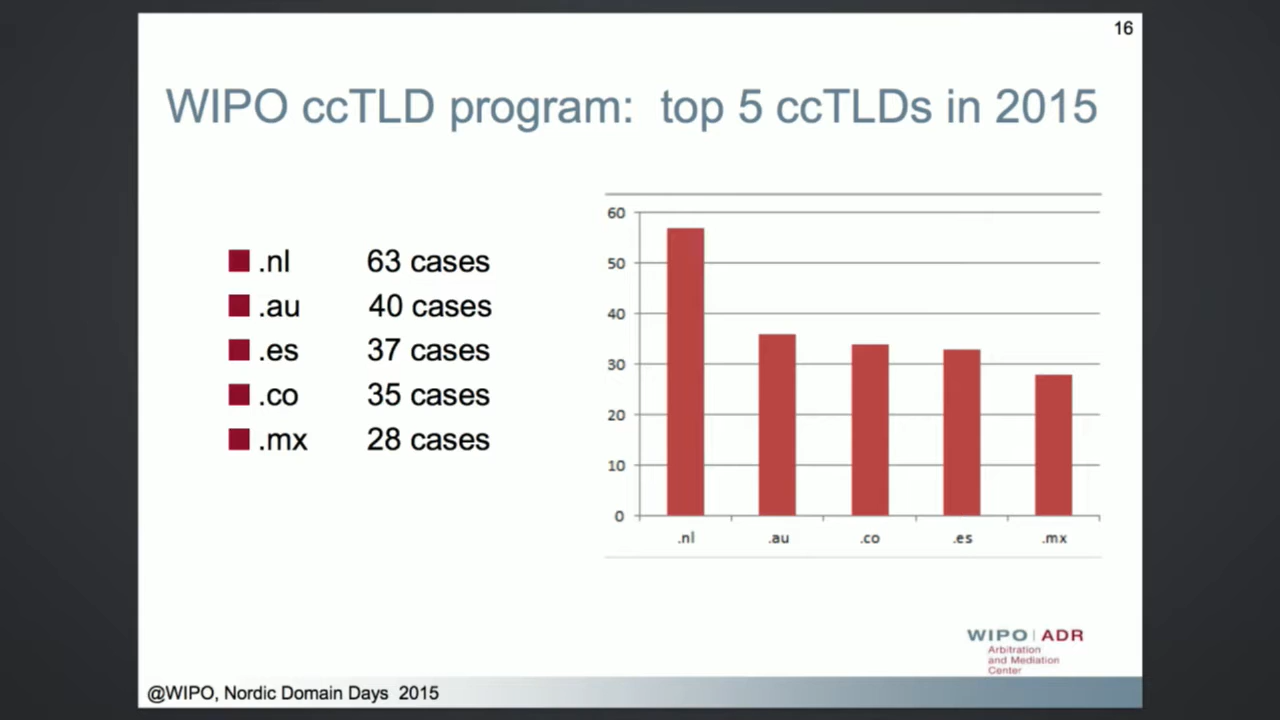 16
WIPO ccTLD program: top 5 ccTLDs in 2015
.nl 63 cases
.au 40 cases
.es 37 cases
.co 35 cases
.mx 28 cases
60
50
40
30
20
10
0
.nl .au .co .es .mx
WIPO | ADR
Arbitration
and Mediation
Center
@WIPO, Nordic Domain Days 2015